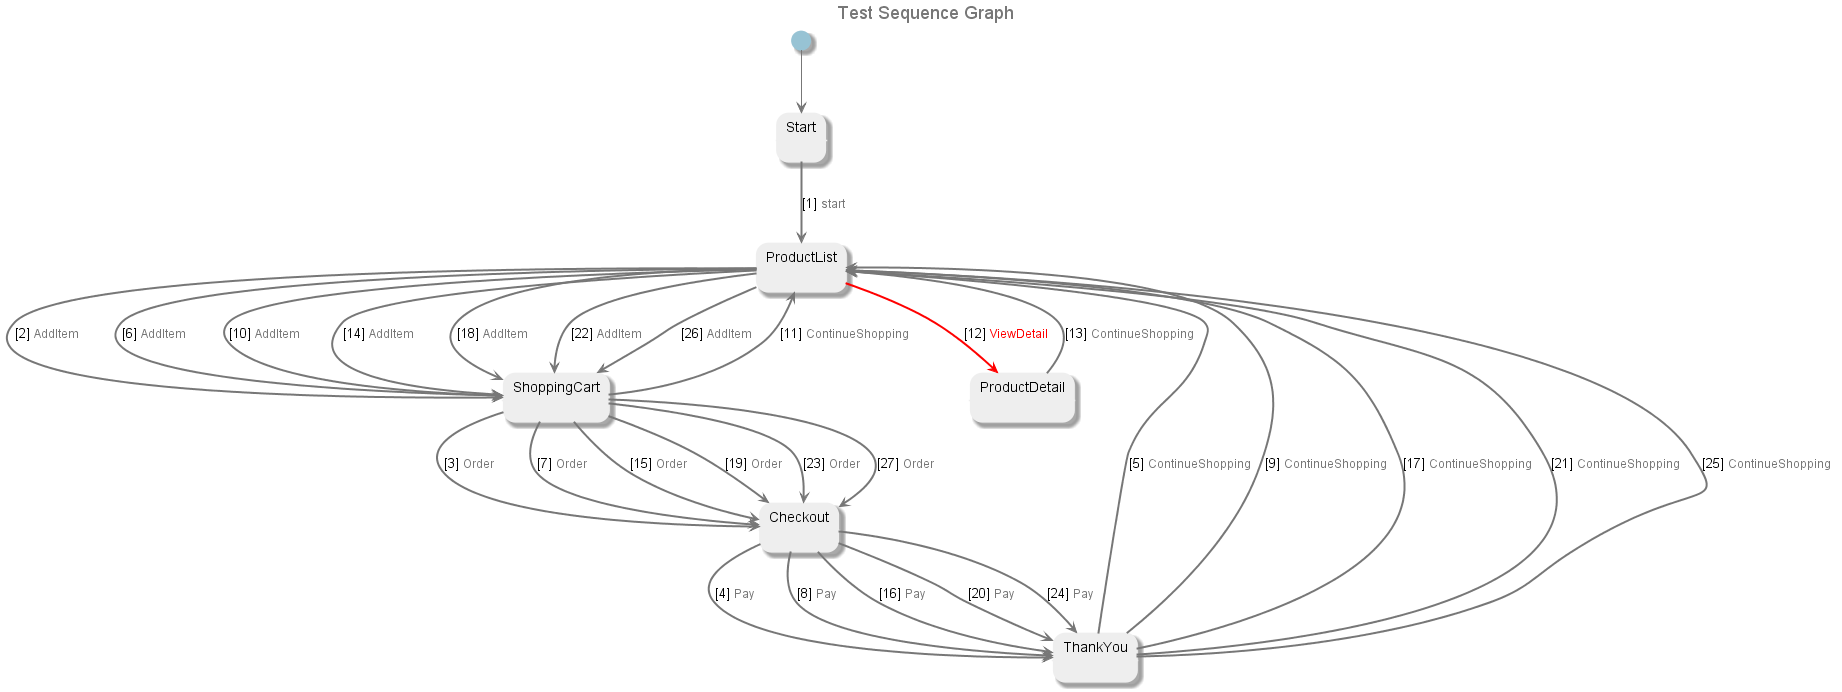 Test Sequence Graph
Start
[1] start
ProductList
[2] AddItem
[6] AddItem
[10] AddItem
[14] AddItem
[18] AddItem
[22] AddItem
[26] AddItem
[11] ContinueShopping
[12] ViewDetail
[13] ContinueShopping
ShoppingCart
ProductDetail
[3] Order
[7] Order
[15] Order
[19] Order
[23] Order
[27] Order
[5] ContinueShopping
[9] ContinueShopping
[17] ContinueShopping
[21] ContinueShopping
[25] ContinueShopping
Checkout
[4] Pay
[8] Pay
[16] Pay
[20] Pay
[24] Pay
ThankYou